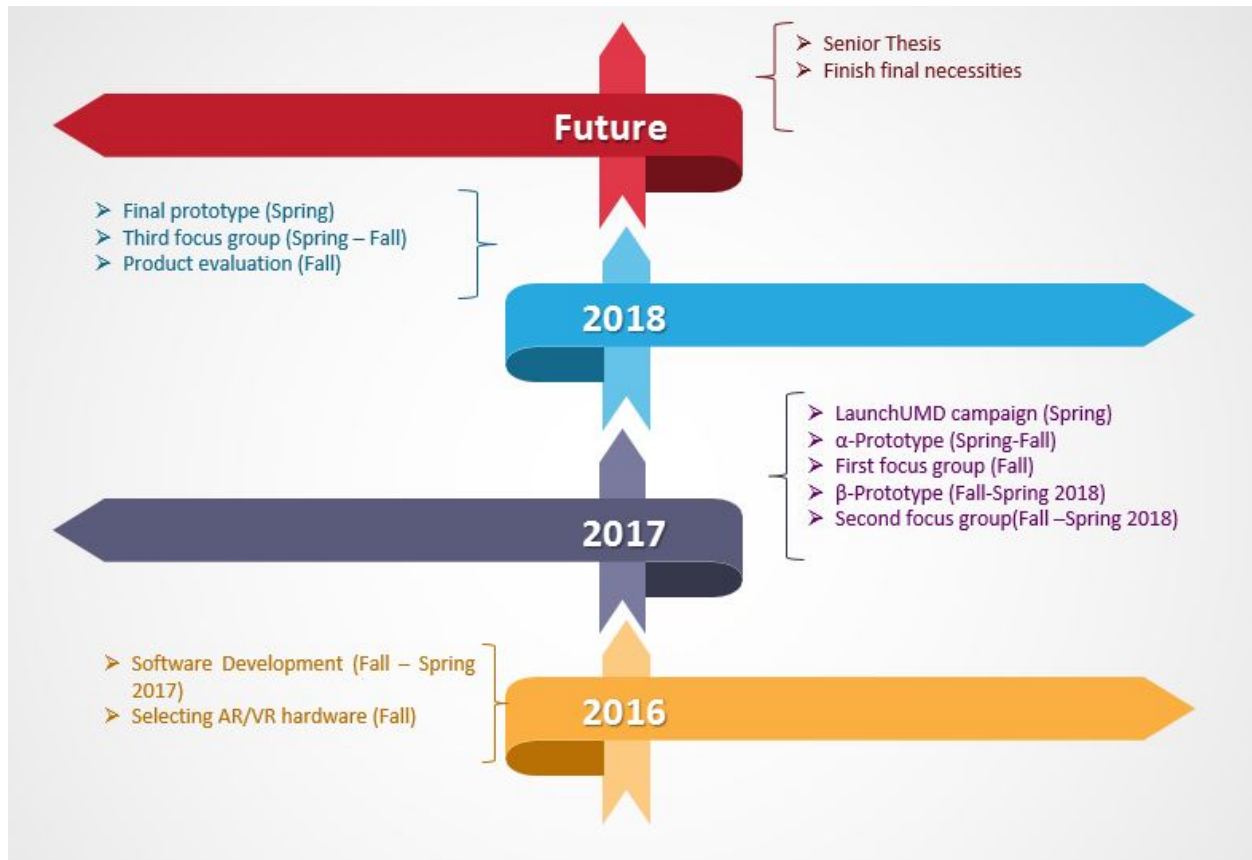 ➢ Senior Thesis
➢ Finish final necessities
Future
➢ Final prototype (Spring)
➢ Third focus group (Spring – Fall)
➢ Product evaluation (Fall)
2018
➢ LaunchUMD campaign (Spring)
➢ α-Prototype (Spring-Fall)
➢ First focus group (Fall)
➢ β-Prototype (Fall-Spring 2018)
➢ Second focus group(Fall –Spring 2018)
2017
➢ Software Development (Fall – Spring
2017)
➢ Selecting AR/VR hardware (Fall)
2016